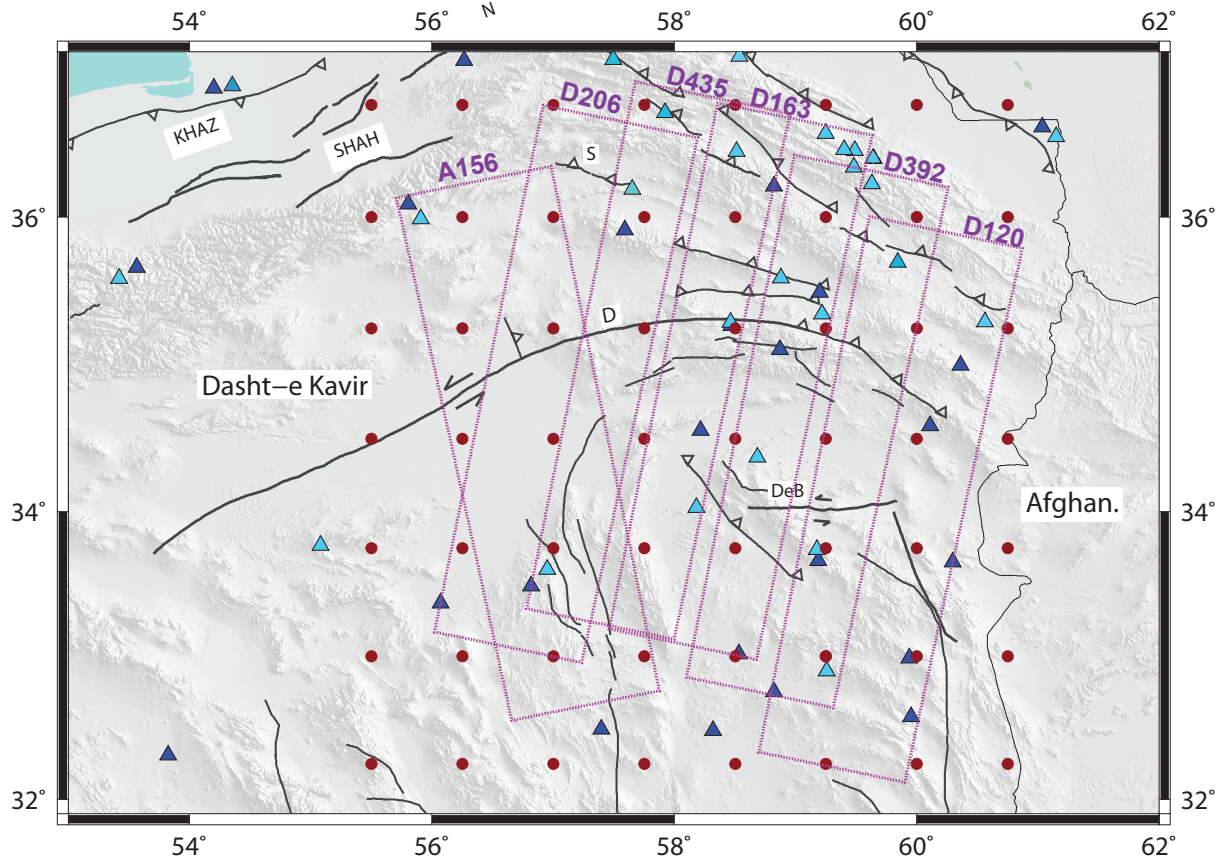 N
54˚ 56˚ 58˚ 60˚ 62˚
D435
D206
D163
KHAZ
SHAH
S
A156
D392
36˚ 36˚
D120
D
Dasht–e Kavir
DeB
Afghan.
34˚ 34˚
32˚ 32˚
54˚ 56˚ 58˚ 60˚ 62˚